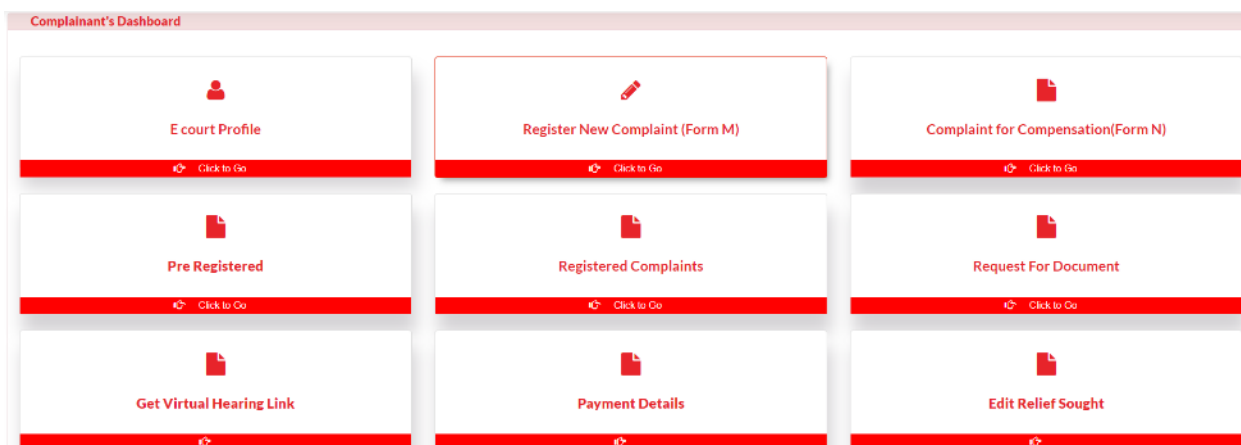 Complainant's Dashboard
E court Profile
Register New Complaint (Form M)
Complaint for Compensation(Form N)
Click to Go
Click to Go
Click to Go
Pre Registered
Registered Complaints
Request For Document
Click to Go
Click to Go
Click to Go
Get Virtual Hearing Link
Payment Details
Edit Relief Sought